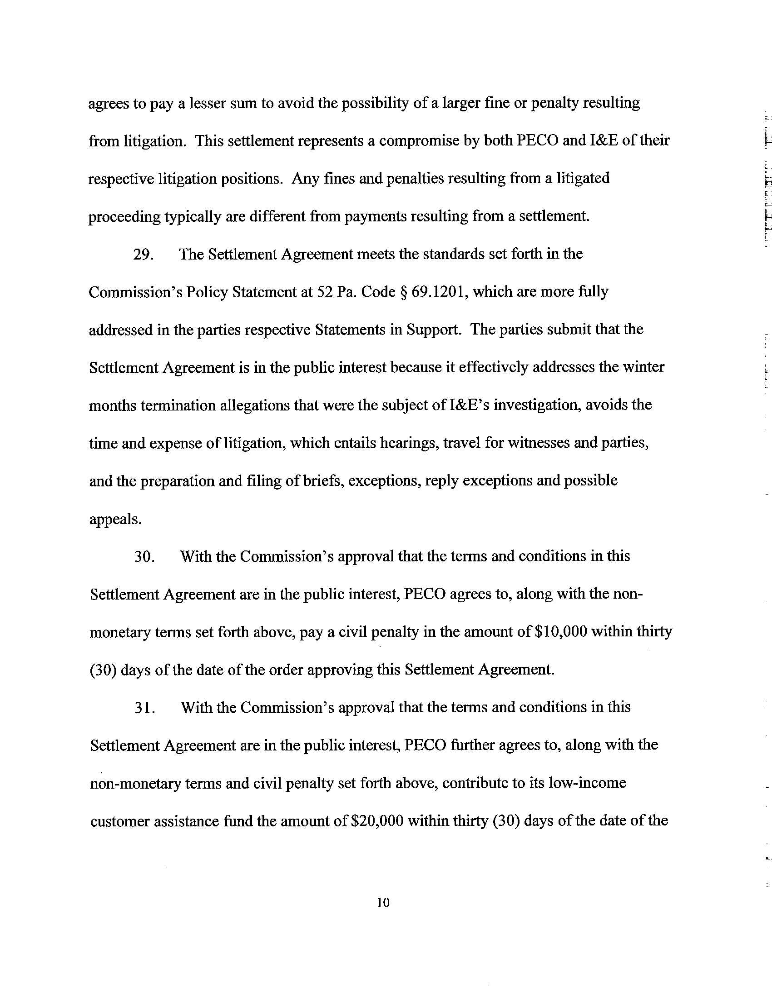 agrees to pay a lesser sum to avoid the possibility of a larger fine or penalty resulting
from litigation. This settlement represents a compromise by both PECO and I&E of their
respective litigation positions. Any fines and penalties resulting from a litigated
proceeding typically are different from payments resulting from a settlement.
29. The Settlement Agreement meets the standards set forth in the
Commission's Policy Statement at 52 Pa. Code § 69.1201, which are more fully
addressed in the parties respective Statements in Support. The parties submit that the
Settlement Agreement is in the public interest because it effectively addresses the winter
months termination allegations that were the subject of I&E's investigation, avoids the
time and expense of litigation, which entails hearings, travel for witnesses and parties,
and the preparation and filing of briefs, exceptions, reply exceptions and possible
appeals.
30. With the Commission's approval that the terms and conditions in this
Settlement Agreement are in the public interest, PECO agrees to, along with the non-
monetary terms set forth above, pay a civil penalty in the amount of $10,000 within thirty
(30) days of the date of the order approving this Settlement Agreement.
31. With the Commission's approval that the terms and conditions in this
Settlement Agreement are in the public interest, PECO further agrees to, along with the
non-monetary terms and civil penalty set forth above, contribute to its low-income
customer assistance fund the amount of $20,000 within thirty (30) days of the date of the
10